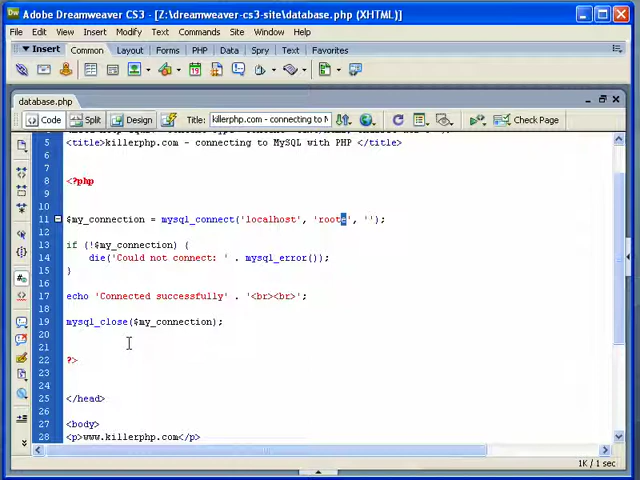 Adobe Dreamweaver CS3 - [Z:\dreamweaver-cs3-site\database.php (XHTML)]
File Edit View Insert Modify Text Commands Site Window Help
Insert Common Layout Forms PHP Data Spry Text Favorites
database.php
Code Split Design Title: killerphp.com - connecting to M Check Page
5 <title>killerphp.com - connecting to MySQL with PHP </title>
6
7
8 <?php
9
10
11 $my_connection = mysql_connect('localhost', 'roots', '');
12
13 if (!$my_connection) {
14 die('Could not connect: ' . mysql_error());
15 }
16
17 echo 'Connected successfully' . '<br><br>';
18
19 mysql_close($my_connection);
20
21
22 ?>
23
24
25 </head>
26
27 <body>
28 <p>www.killerphp.com</p>
1K / 1 sec